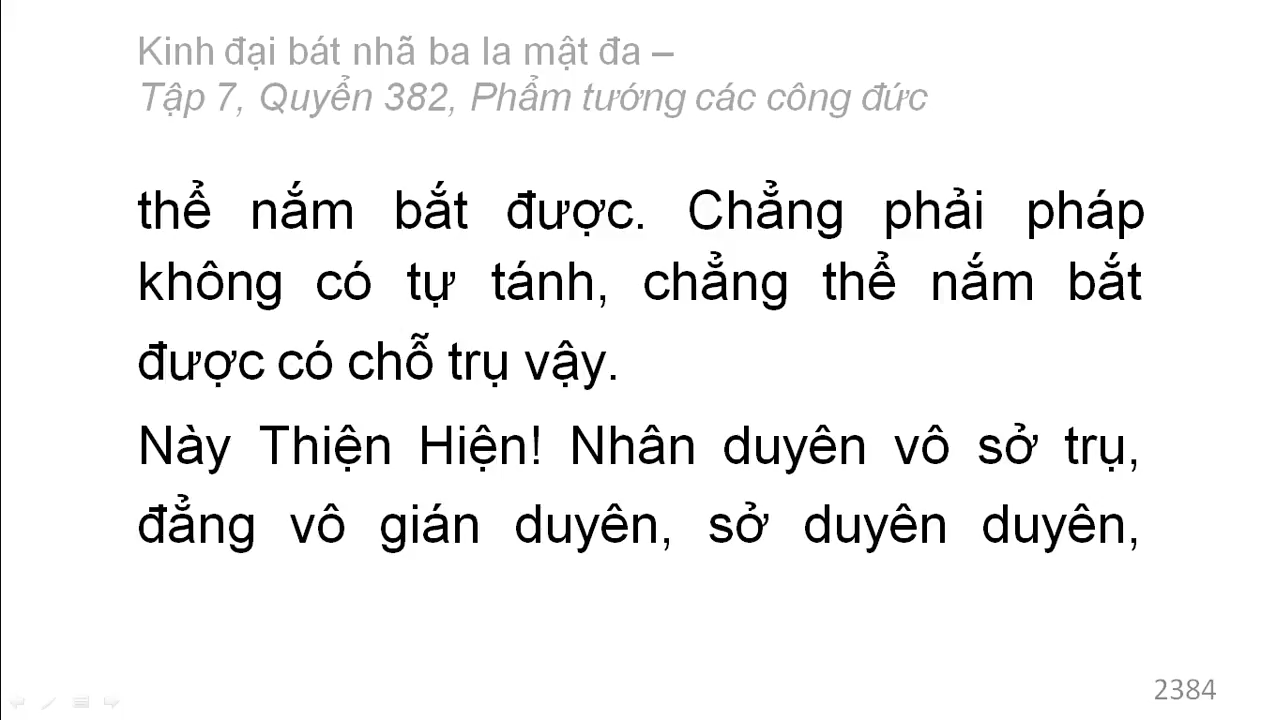 Kinh đại bát nhã ba la mật đa –
Tập 7, Quyển 382, Phẩm tướng các công đức
thể nắm bắt được. Chẳng phải pháp
không có tự tánh, chẳng thể nắm bắt
được có chỗ trụ vậy.
Này Thiện Hiện! Nhân duyên vô sở trụ,
đẳng vô gián duyên, sở duyên duyên,
2384